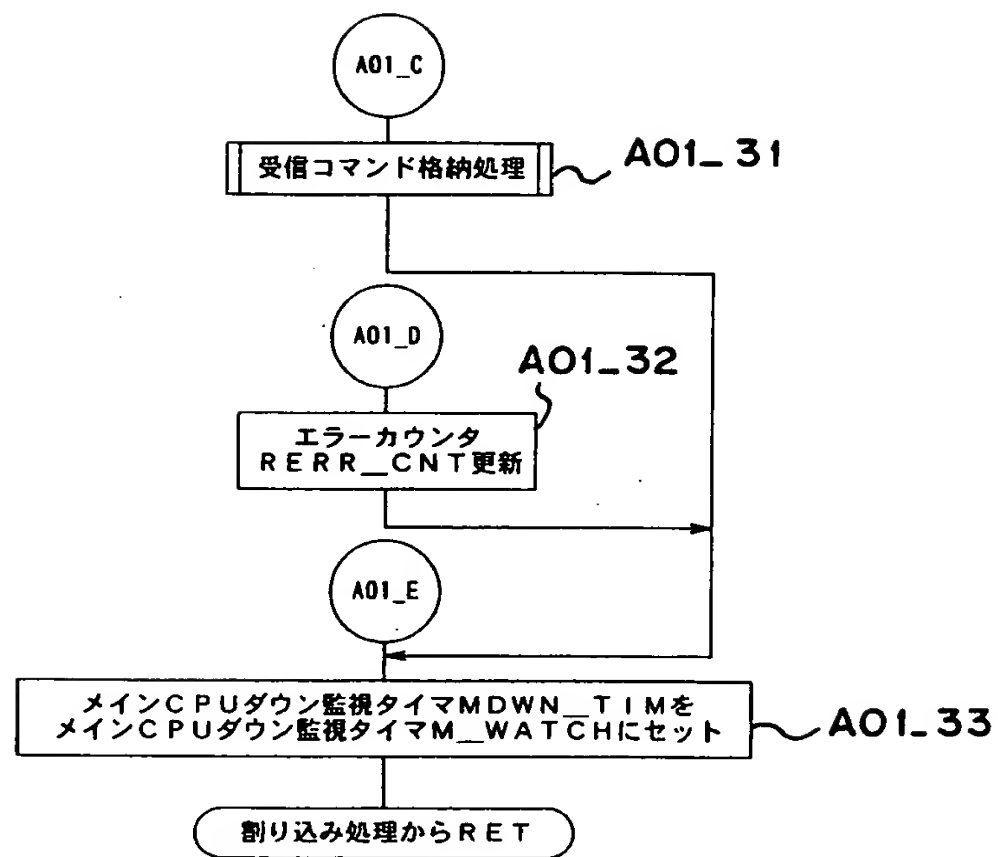 A01_C
受信コマンド格納処理
A01_31
A01_D
A01_32
エラーカウンタ
RERR_CNT更新
A01_E
メインCPUダウン監視タイマMDWN_TIMを
メインCPUダウン監視タイマM_WATCHにセット
A01_33
割り込み処理からRET